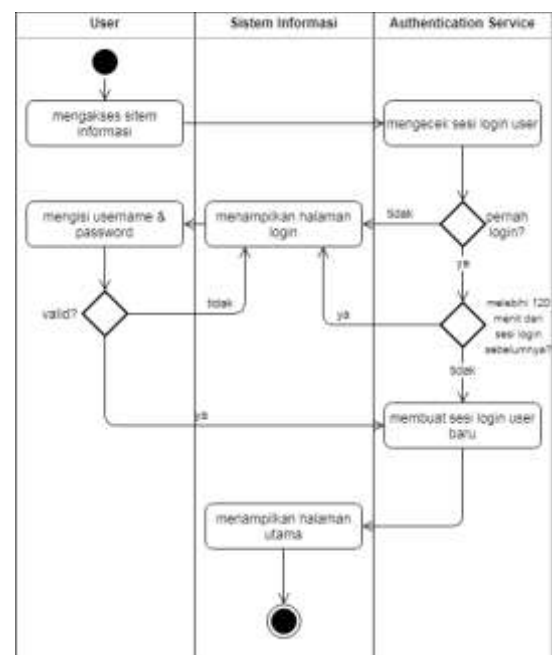 User
Sistem Informasi
Authentication Service
mengakses sitem
informasi
mengecek sesi login user
mengisi username &
password
menampilkan halaman
login
tidak
pernah
login?
ya
valid?
tidak
ya
melebihi 120
menit dari
sesi login
sebelumnya?
tidak
ya
membuat sesi login user
baru
menampilkan halaman
utama